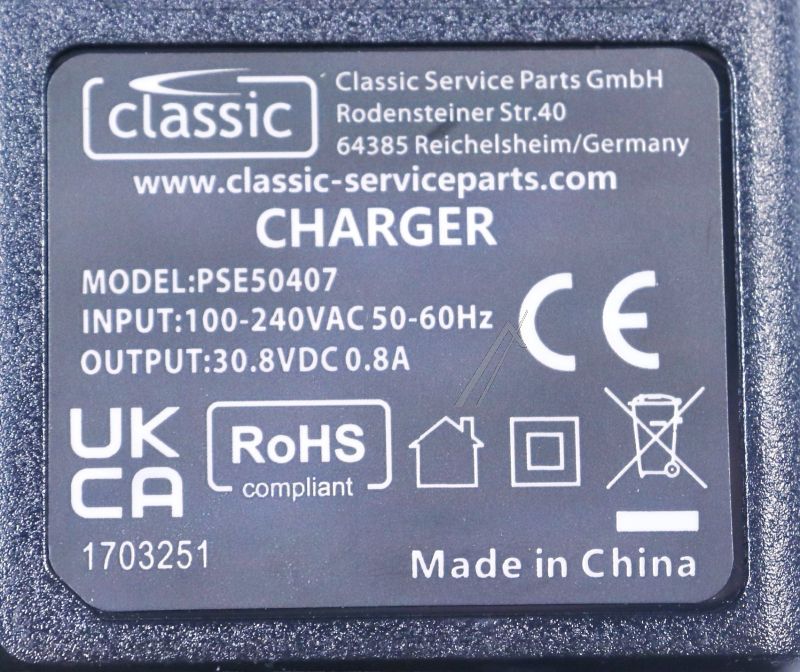 classic
Classic Service Parts GmbH
Rodensteiner Str.40
64385 Reichelsheim/Germany
www.classic-serviceparts.com
CHARGER
MODEL:PSE50407
INPUT:100-240VAC 50-60Hz
OUTPUT:30.8VDC 0.8A
CE
UK
CA
RoHS
compliant
1703251
Made in China